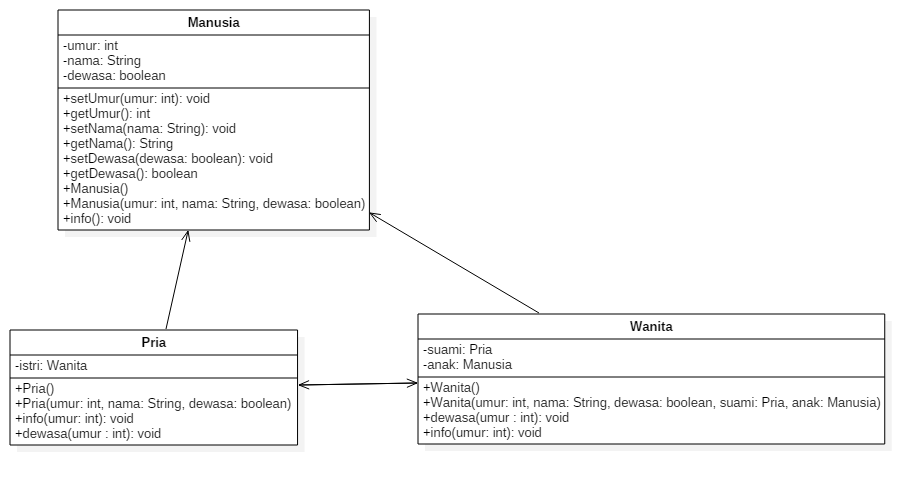 Manusia
-umur: int
-nama: String
-dewasa: boolean
+setUmur(umur: int): void
+getUmur(): int
+setNama(nama: String): void
+getNama(): String
+setDewasa(dewasa: boolean): void
+getDewasa(): boolean
+Manusia()
+Manusia(umur: int, nama: String, dewasa: boolean)
+info(): void
Pria
-istri: Wanita
+Pria()
+Pria(umur: int, nama: String, dewasa: boolean)
+info(umur: int): void
+dewasa(umur : int): void
Wanita
-suami: Pria
-anak: Manusia
+Wanita()
+Wanita(umur: int, nama: String, dewasa: boolean, suami: Pria, anak: Manusia)
+dewasa(umur : int): void
+info(umur: int): void